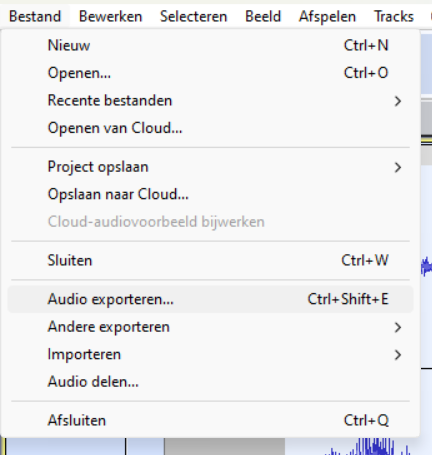 Bestand Bewerken Selecteren Beeld Afspelen Tracks
Nieuw Ctrl+N
Openen... Ctrl+O
Recente bestanden
Openen van Cloud...
Project opslaan
Opslaan naar Cloud...
Cloud-audiovoorbeeld bijwerken
Sluiten Ctrl+W
Audio exporteren... Ctrl+Shift+E
Andere exporteren
Importeren
Audio delen...
Afsluiten Ctrl+Q